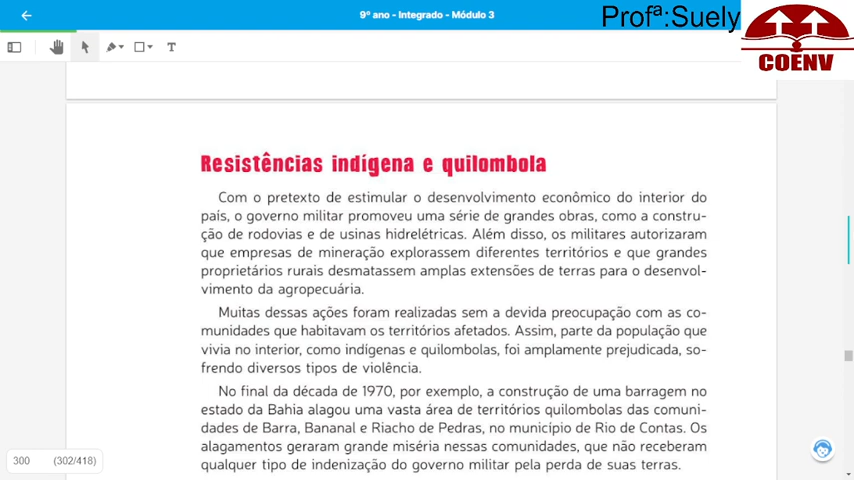 9º ano - Integrado - Módulo 3
Profª:Suely
COENV
T
Resistências indígena e quilombola
Com o pretexto de estimular o desenvolvimento econômico do interior do
país, o governo militar promoveu uma série de grandes obras, como a constru-
ção de rodovias e de usinas hidrelétricas. Além disso, os militares autorizaram
que empresas de mineração explorassem diferentes territórios e que grandes
proprietários rurais desmatassem amplas extensões de terras para o desenvol-
vimento da agropecuária.
Muitas dessas ações foram realizadas sem a devida preocupação com as co-
munidades que habitavam os territórios afetados. Assim, parte da população que
vivia no interior, como indígenas e quilombolas, foi amplamente prejudicada, so-
frendo diversos tipos de violência.
No final da década de 1970, por exemplo, a construção de uma barragem no
estado da Bahia alagou uma vasta área de territórios quilombolas das comuni-
dades de Barra, Bananal e Riacho de Pedras, no município de Rio de Contas. Os
alagamentos geraram grande miséria nessas comunidades, que não receberam
qualquer tipo de indenização do governo militar pela perda de suas terras.
300 (302/418)